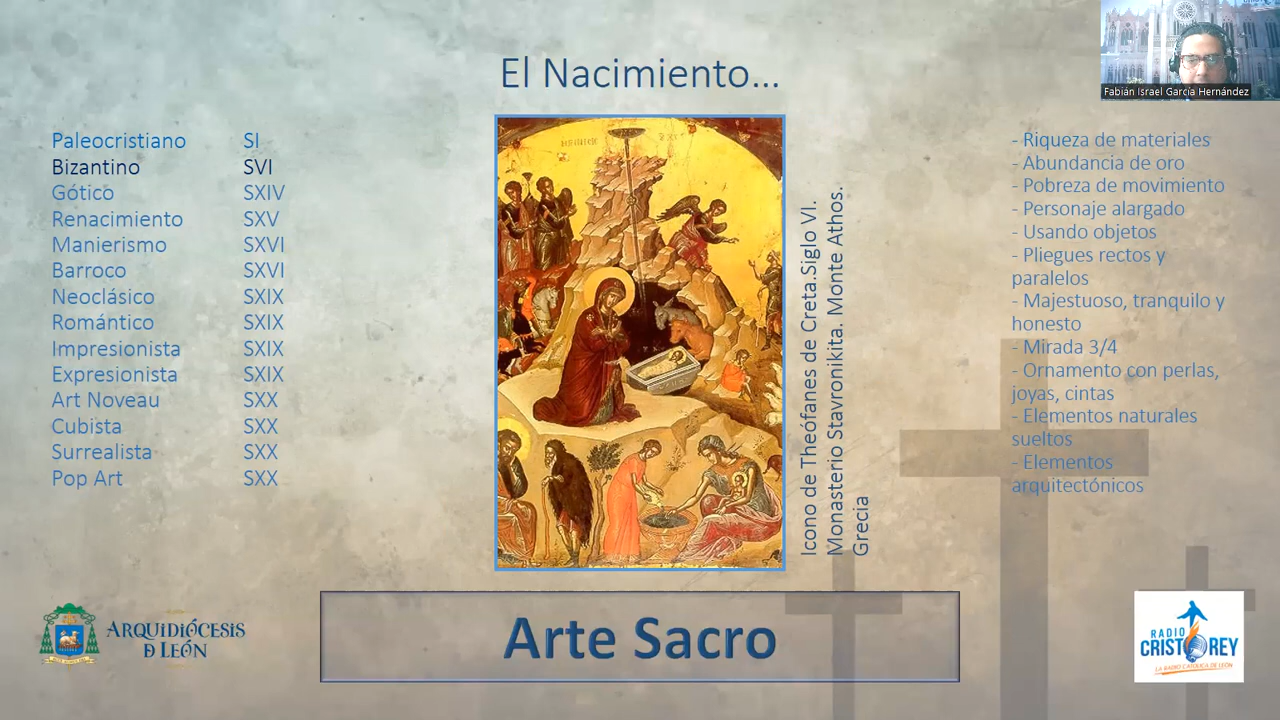 El Nacimiento...
Fabián Israel García Hernández
Paleocristiano SI
Bizantino SVI
Gótico SXIV
Renacimiento SXV
Manierismo SXVI
Barroco SXVI
Neoclásico SXIX
Romántico SXIX
Impresionista SXIX
Expresionista SXIX
Art Noveau SXX
Cubista SXX
Surrealista SXX
Pop Art SXX
Icono de Theófanes de Creta.Siglo VI.
Monasterio Stavronikita. Monte Athos.
Grecia
- Riqueza de materiales
- Abundancia de oro
- Pobreza de movimiento
- Personaje alargado
- Usando objetos
- Pliegues rectos y
paralelos
- Majestuoso, tranquilo y
honesto
- Mirada 3/4
- Ornamento con perlas,
joyas, cintas
- Elementos naturales
sueltos
- Elementos
arquitectónicos
ARQUIDIÓCESIS
D LEÓN
Arte Sacro
RADIO
CRISTO REY
LA RADIO CATÓLICA DE LEÓN